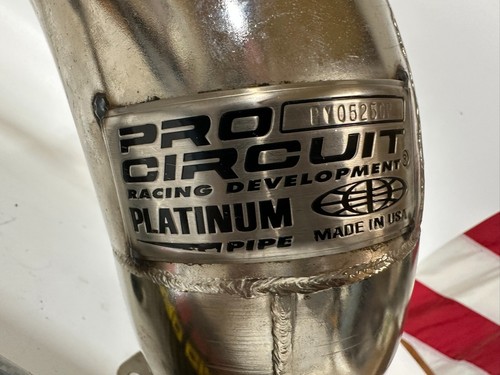 PRO
CIRCUIT®
RACING DEVELOPMENT
PLATINUM
PIPE
MADE IN USA